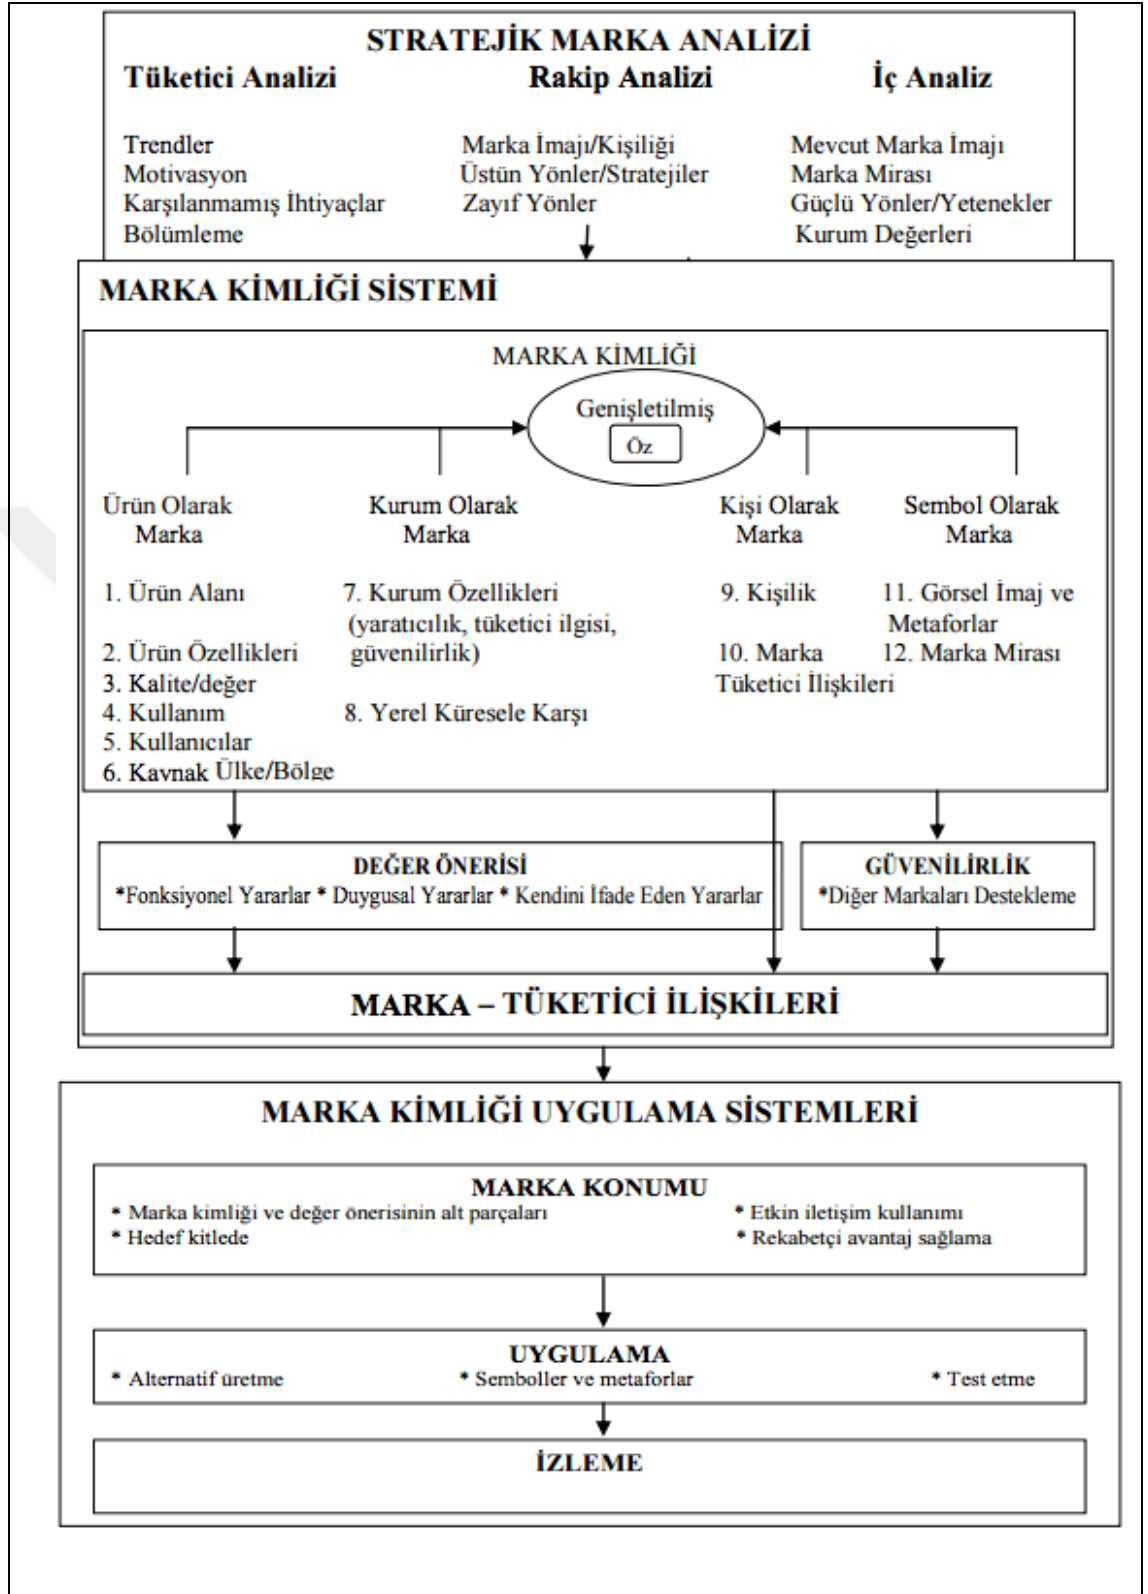 STRATEJİK MARKA ANALİZİ
Tüketici Analizi Rakip Analizi İç Analiz
Trendler Marka İmajı/Kişiliği Mevcut Marka İmajı
Motivasyon Üstün Yönler/Stratejiler Marka Mirası
Karşılanmamış İhtiyaçlar Zayıf Yönler Güçlü Yönler/Yetenekler
Bölümleme Kurum Değerleri
MARKA KİMLİĞİ SİSTEMİ
MARKA KİMLİĞİ
Genişletilmiş
Öz
Ürün Olarak Kurum Olarak Kişi Olarak Sembol Olarak
Marka Marka Marka Marka
1. Ürün Alanı 7. Kurum Özellikleri 9. Kişilik 11. Görsel İmaj ve
(yaratıcılık, tüketici ilgisi, Metaforlar
2. Ürün Özellikleri güvenilirlik) 10. Marka 12. Marka Mirası
3. Kalite/değer Tüketici İlişkileri
4. Kullanım 8. Yerel Küresele Karşı
5. Kullanıcılar
6. Kaynak Ülke/Bölge
DEĞER ÖNERİSİ GÜVENİLİRLİK
*Fonksiyonel Yararlar * Duygusal Yararlar * Kendini İfade Eden Yararlar *Diğer Markaları Destekleme
MARKA – TÜKETİCİ İLİŞKİLERİ
MARKA KİMLİĞİ UYGULAMA SİSTEMLERİ
MARKA KONUMU
* Marka kimliği ve değer önerisinin alt parçaları * Etkin iletişim kullanımı
* Hedef kitlede * Rekabetçi avantaj sağlama
UYGULAMA
* Alternatif üretme * Semboller ve metaforlar * Test etme
İZLEME